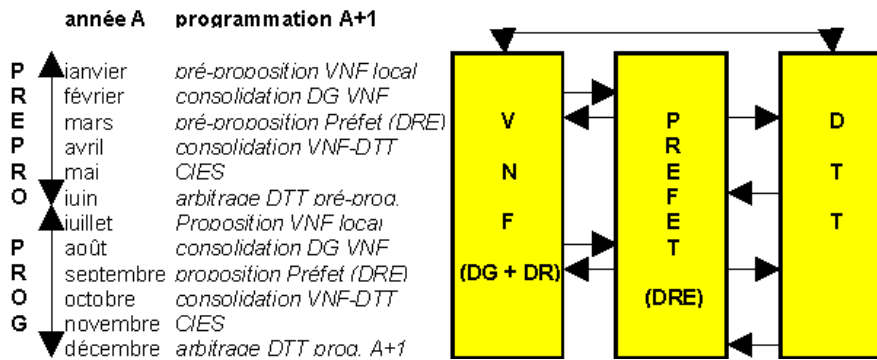 année A programmation A+1
P janvier pré-proposition VNF local
R février consolidation DG VNF
E mars pré-proposition Préfet (DRE)
P avril consolidation VNF-DTT
R mai CIES
O juin arbitrage DTT pré-prog.
juillet Proposition VNF local
P août consolidation DG VNF
R septembre proposition Préfet (DRE)
O octobre consolidation VNF-DTT
G novembre CIES
décembre arbitrage DTT prog. A+1
V
N
F
(DG + DR)
P
R
E
F
E
T
(DRE)
D
T
T